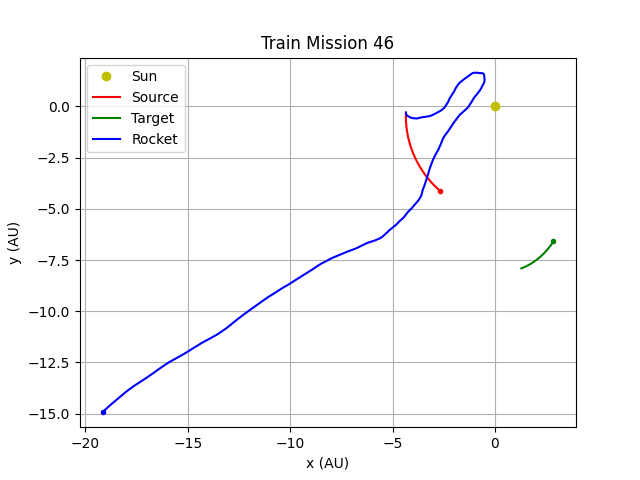 Train Mission 46
Sun
Source
Target
Rocket
0.0
−2.5
−5.0
−7.5
−10.0
−12.5
−15.0
y (AU)
−20 −15 −10 −5 0
x (AU)